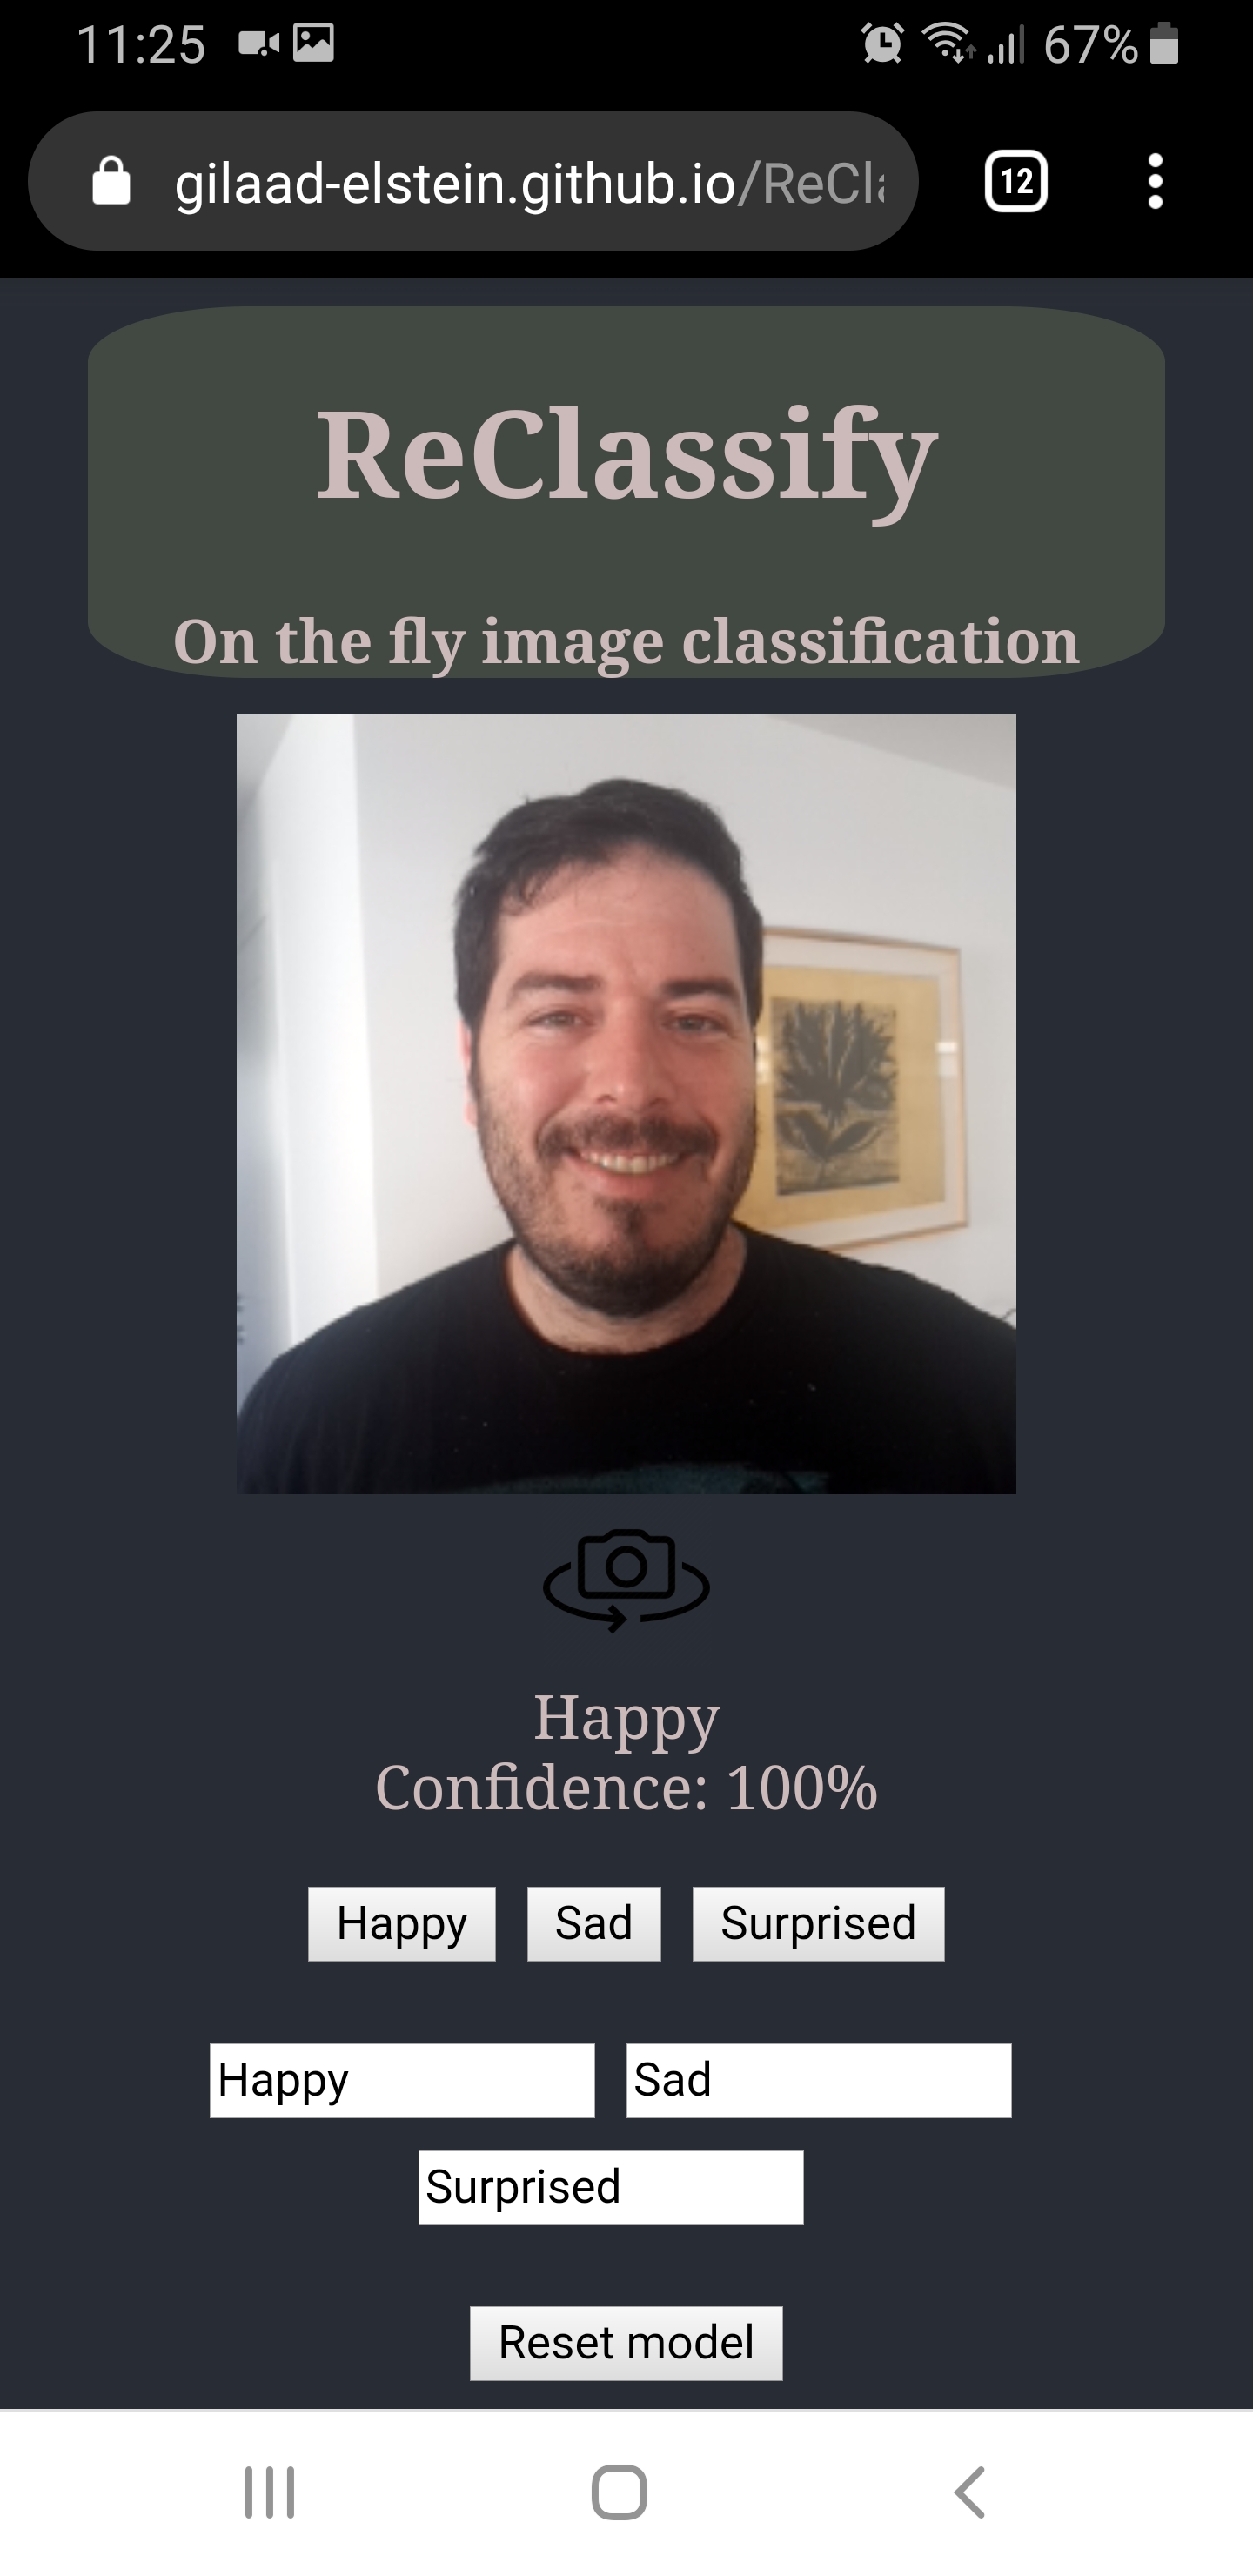 11:25 67%
gilaad-elstein.github.io/ReCl
12
ReClassify
On the fly image classification
Happy
Confidence: 100%
Happy Sad Surprised
Happy Sad
Surprised
Reset model